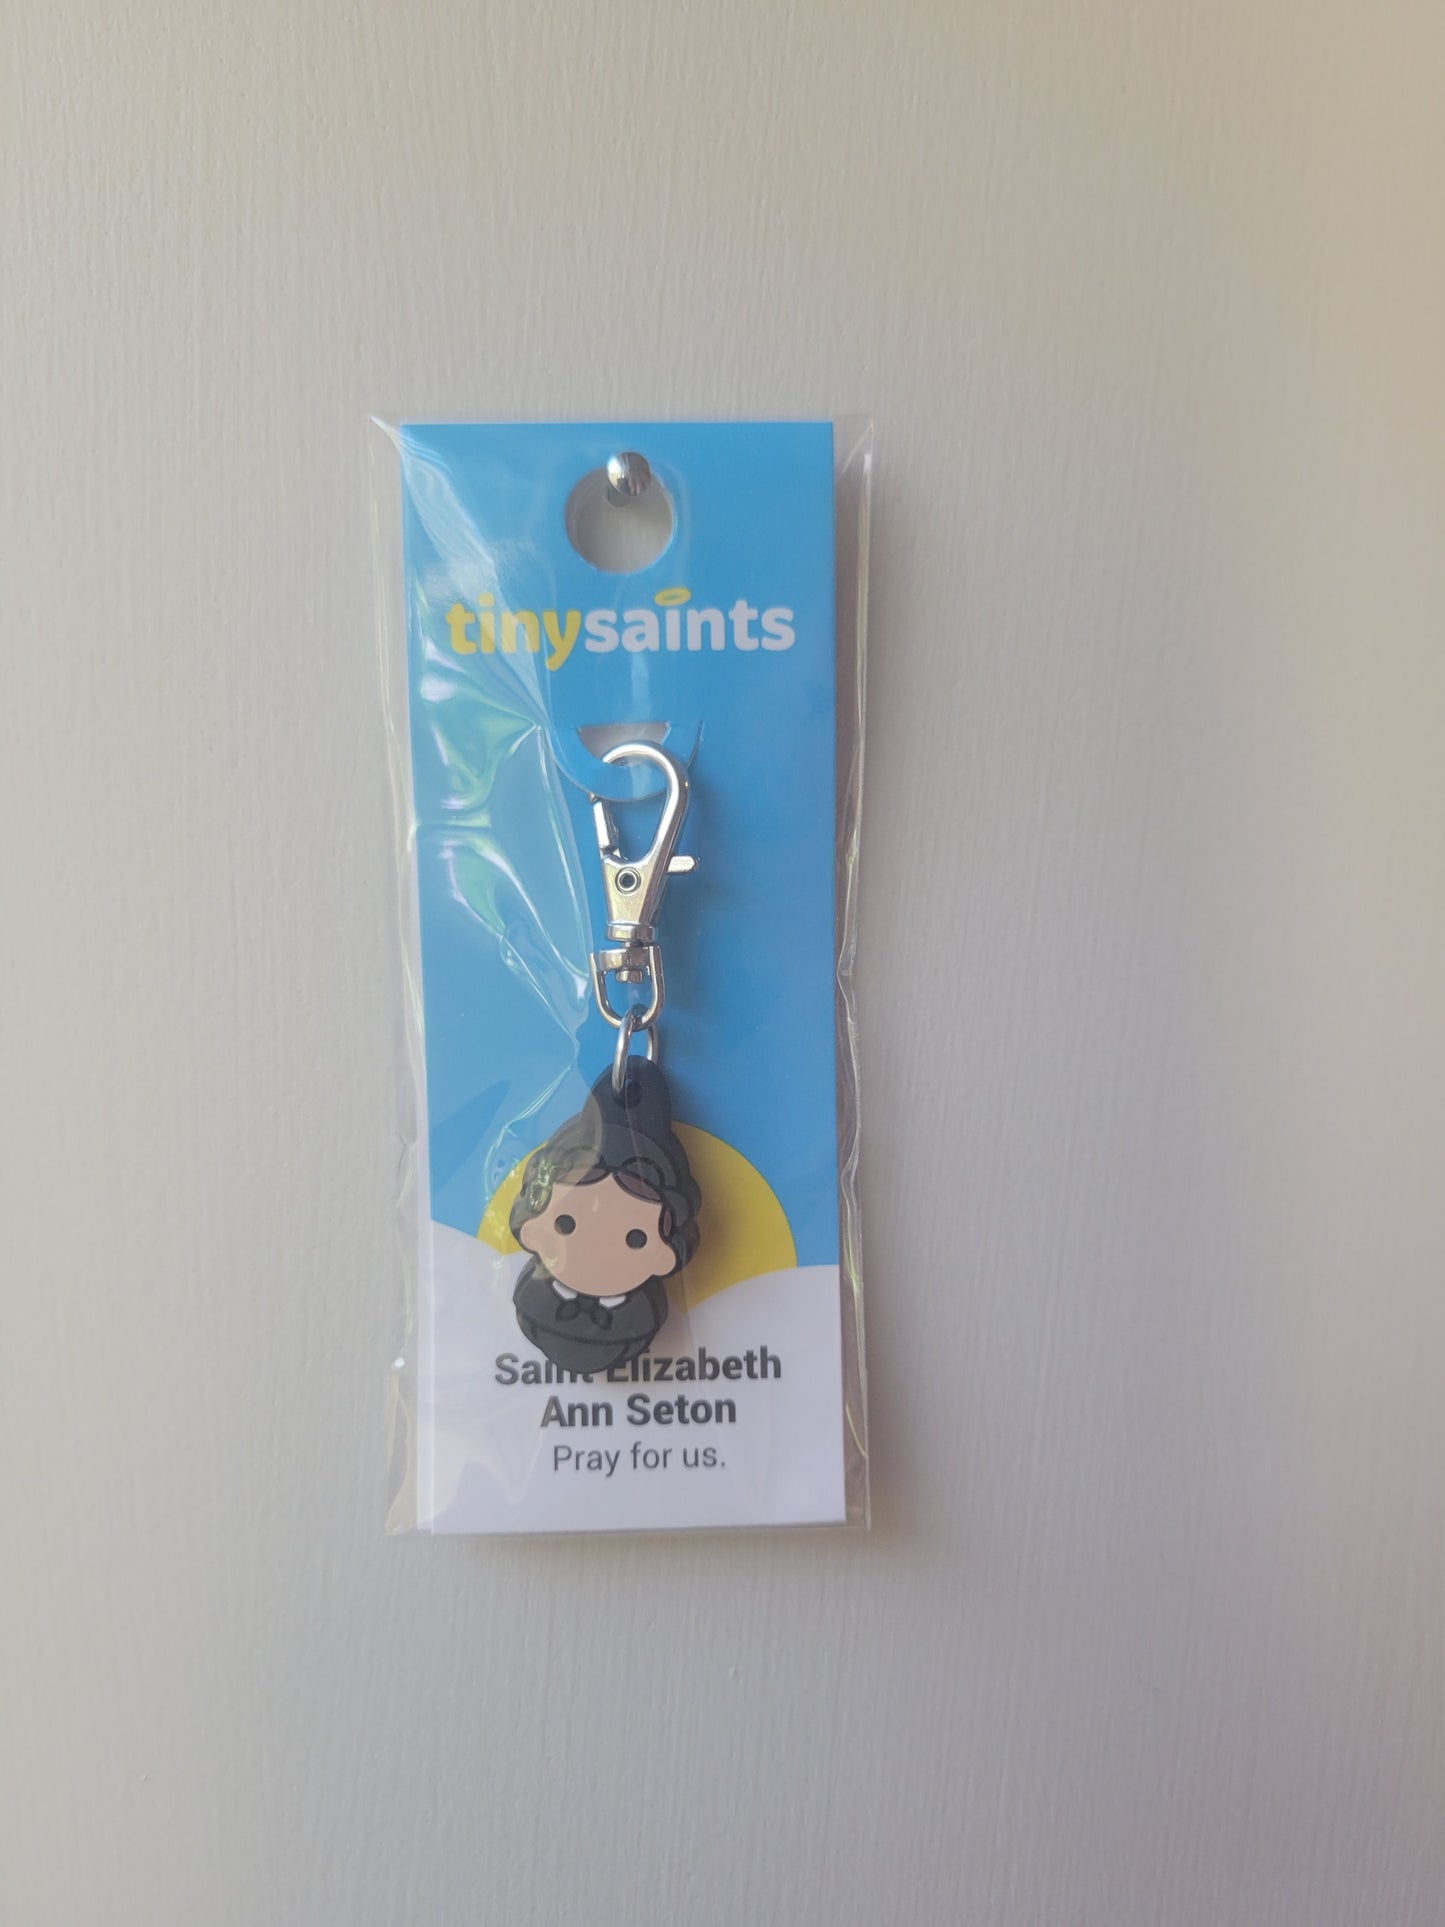 tinysaints
Saint Elizabeth
Ann Seton
Pray for us.